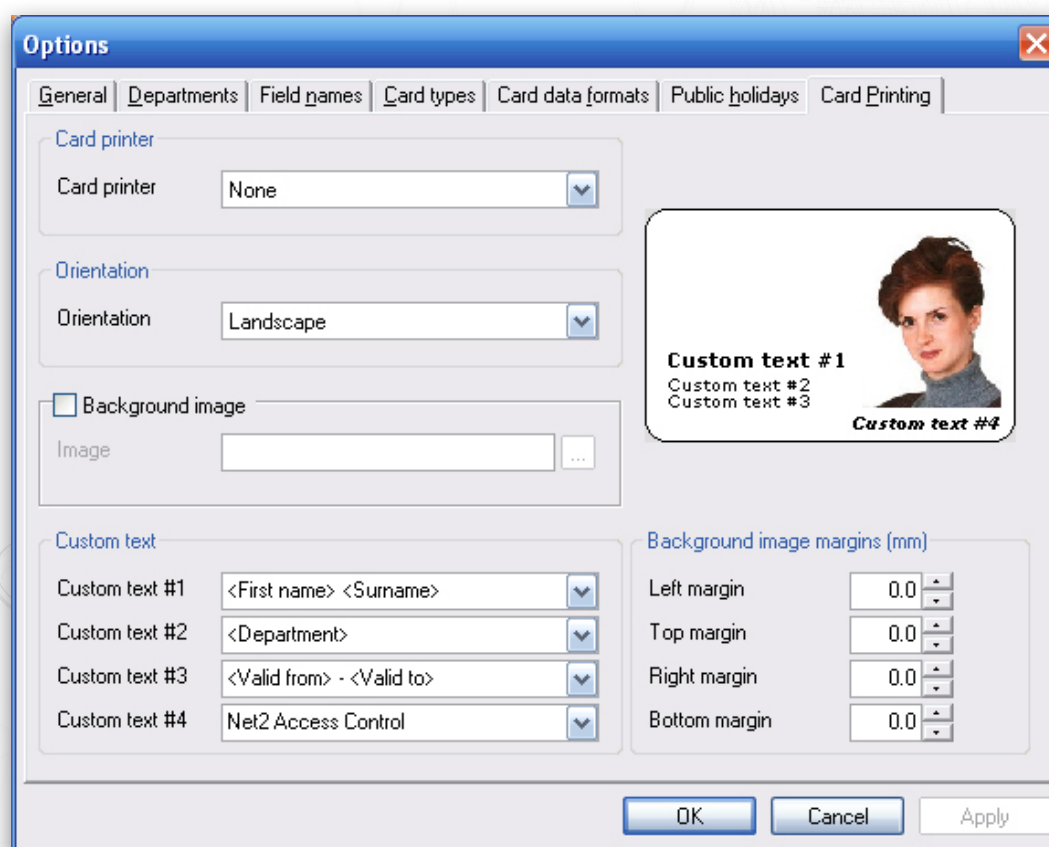 Options
General Departments Field names Card types Card data formats Public holidays Card Printing
Card printer
Card printer None
Orientation
Orientation Landscape
Background image
Image ...
Custom text #1
Custom text #2
Custom text #3
Custom text #4
Custom text
Custom text #1 <First name> <Surname>
Custom text #2 <Department>
Custom text #3 <Valid from> - <Valid to>
Custom text #4 Net2 Access Control
Background image margins (mm)
Left margin 0.0
Top margin 0.0
Right margin 0.0
Bottom margin 0.0
OK Cancel Apply